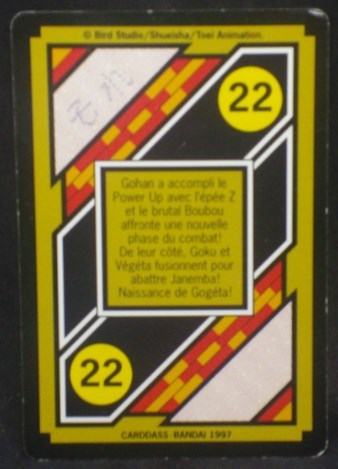 © Bird Studio/Shueisha/Toei Animation.
22
Gohan a accompli le
Power Up avec l'épée Z
et le brutal Boubou
affronte une nouvelle
phase du combat!
De leur côté, Goku et
Végéta fusionnent pour
abattre Janemba!
Naissance de Gogéta!
22
CARDDASS·BANDAI 1997